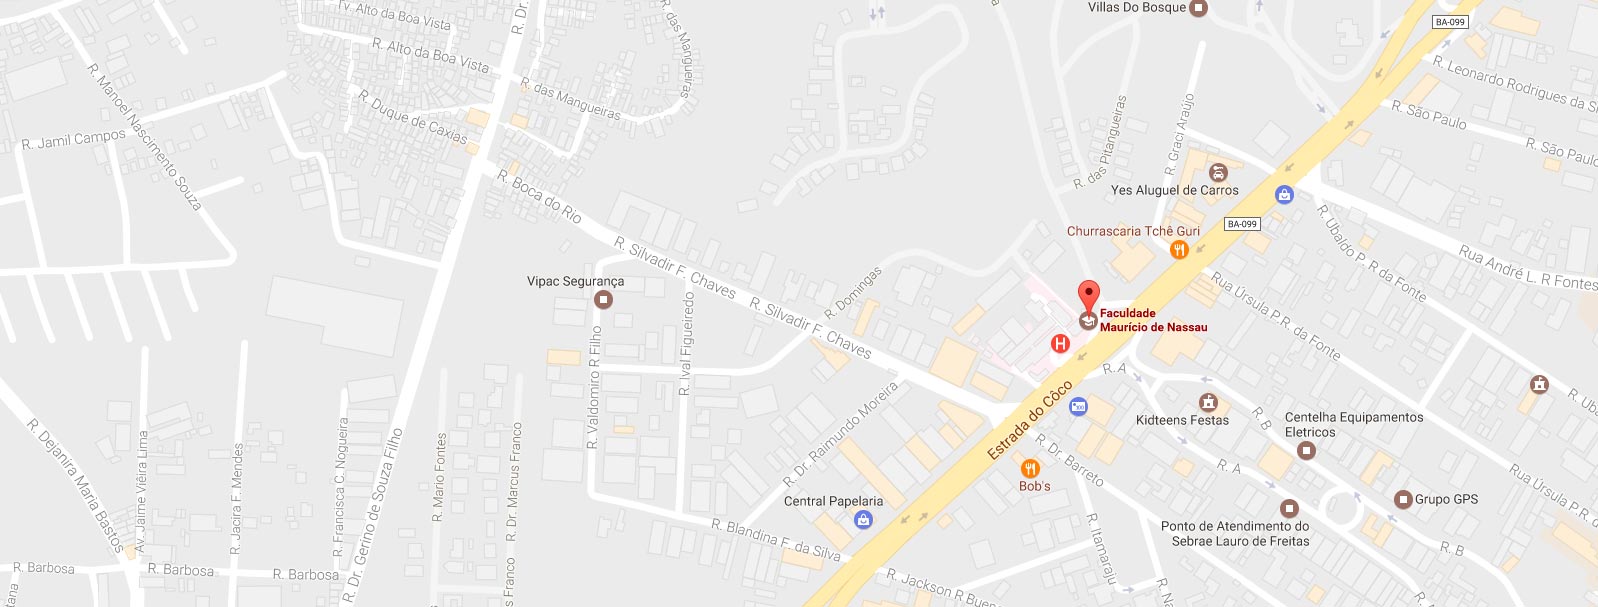 Tv. Alto da Boa Vista
R. Dr.
R. das Mangueiras
Villas Do Bosque
BA-099
R. Alto da Boa Vista
R. Manoel Nascimento Souza
R. das Mangueiras
R. Duque de Caxias
R. Leonardo Rodrigues da Si
R. São Paulo
R. São Paulo
R. Jamil Campos
R. das Pitangueiras
R. Graci Araújo
R. Boca do Rio
Yes Aluguel de Carros
BA-099
Churrascaria Tchê Guri
R. Ubaldo P. R da Fonte
Rua André L. R Fontes
R. Silvadir F. Chaves
Vipac Segurança
R. Domingas
R. Silvadir F. Chaves
Rua Úrsula P.R. da Fonte
Faculdade
Maurício de Nassau
H
R. Ival Figueiredo
R. Valdomiro R Filho
R. A
R. Raimundo Moreira
Estrada do Côco
Kidteens Festas
R. B
Centelha Equipamentos
Eletricos
R. Uba
R. Dejanira Maria Bastos
Av. Jaime Viêira Lima
R. Jacira F. Mendes
R. Francisca C. Nogueira
R. Dr. Gerino de Souza Filho
R. Mario Fontes
R. Dr. Marcus Franco
R. Dr. Barreto
R. A
Bob's
Central Papelaria
Grupo GPS
Rua Úrsula P.R. d
R. Blandina F. da Silva
Ponto de Atendimento do
Sebrae Lauro de Freitas
R. Itamaraju
R. B
R. Barbosa
R. Barbosa
R. Barbosa
s Franco
R. Jackson R Buen
R. Na
tana